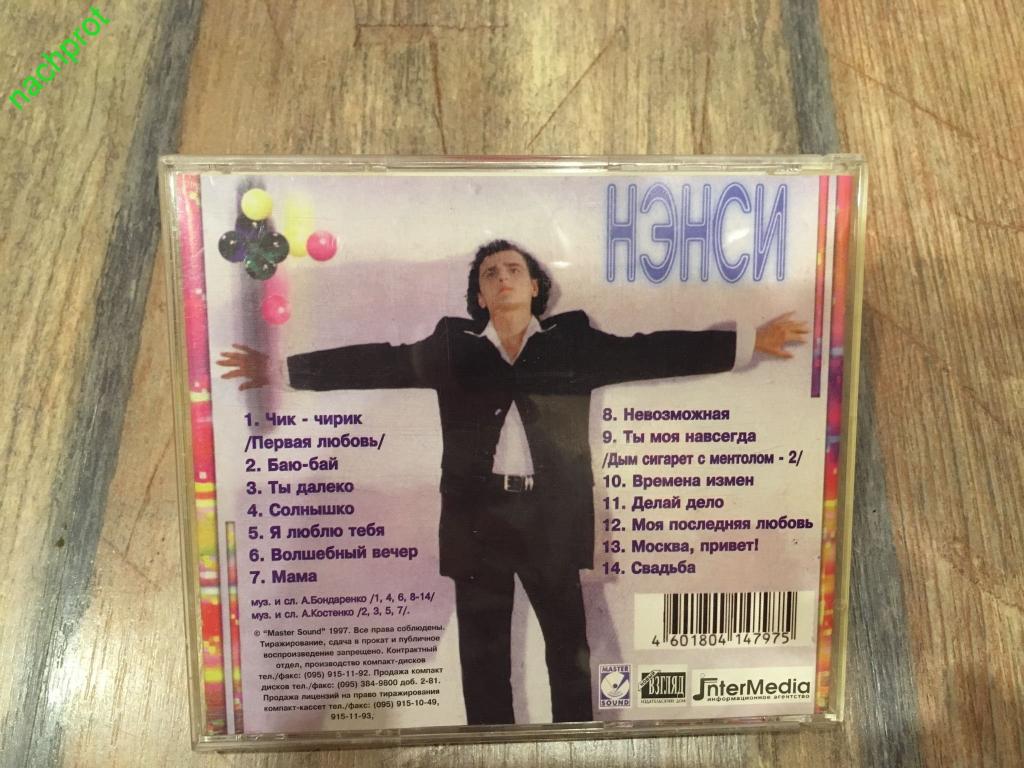 nachprot
НЭНСИ
1. Чик - чирик
/Первая любовь/
2. Баю-бай
3. Ты далеко
4. Солнышко
5. Я люблю тебя
6. Волшебный вечер
7. Мама
муз. и сл. А.Бондаренко /1, 4, 6, 8-14/
муз. и сл. А.Костенко /2, 3, 5, 7/.
© "Master Sound" 1997. Все права соблюдены.
Тиражирование, сдача в прокат и публичное
воспроизведение запрещено. Контрактный
отдел, производство компакт-дисков
тел./факс: (095) 915-11-92. Продажа компакт
дисков тел./факс: (095) 384-9800 доб. 2-81.
Продажа лицензий на право тиражирования
компакт-кассет тел./факс: (095) 915-10-49,
915-11-93,
8. Невозможная
9. Ты моя навсегда
/Дым сигарет с ментолом - 2/
10. Времена измен
11. Делай дело
12. Моя последняя любовь
13. Москва, привет!
14. Свадьба
4 601804 147975
MASTER
SOUND
ВЗГЛЯД
ИЗДАТЕЛЬСКИЙ ДОМ
InterMedia
информационное агентство